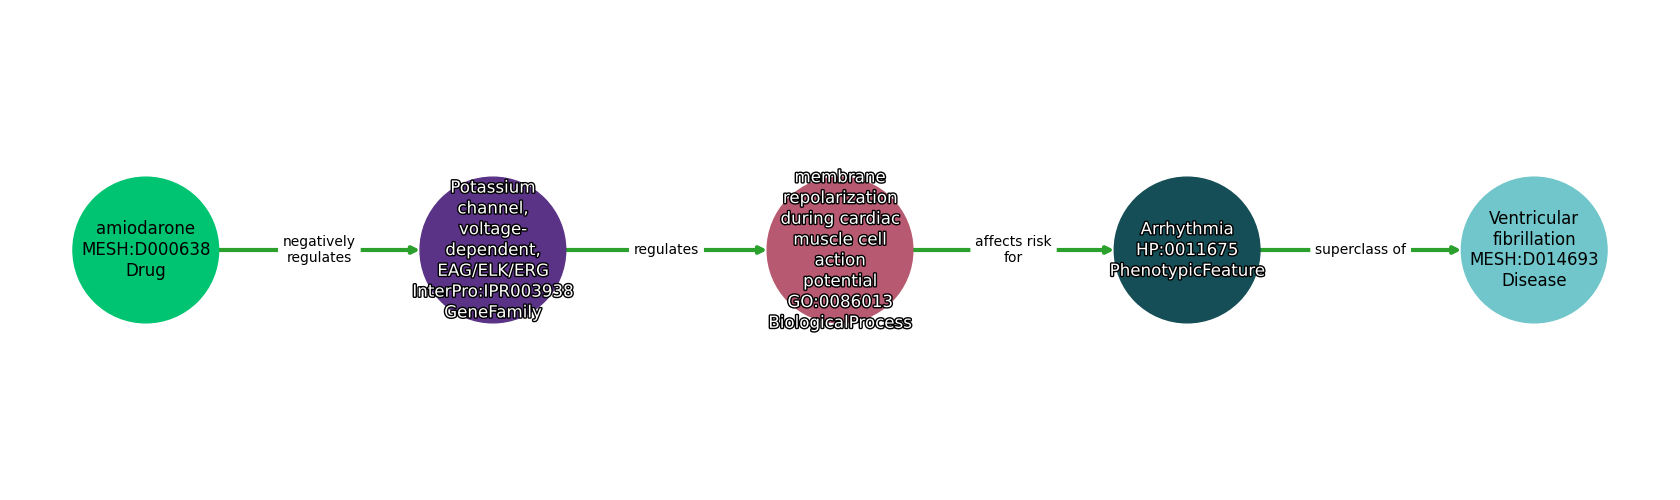 amiodarone
MESH:D000638
Drug
negatively
regulates
Potassium
channel,
voltage-
dependent,
EAG/ELK/ERG
InterPro:IPR003938
GeneFamily
regulates
membrane
repolarization
during cardiac
muscle cell
action
potential
GO:0086013
BiologicalProcess
affects risk
for
Arrhythmia
HP:0011675
PhenotypicFeature
superclass of
Ventricular
fibrillation
MESH:D014693
Disease